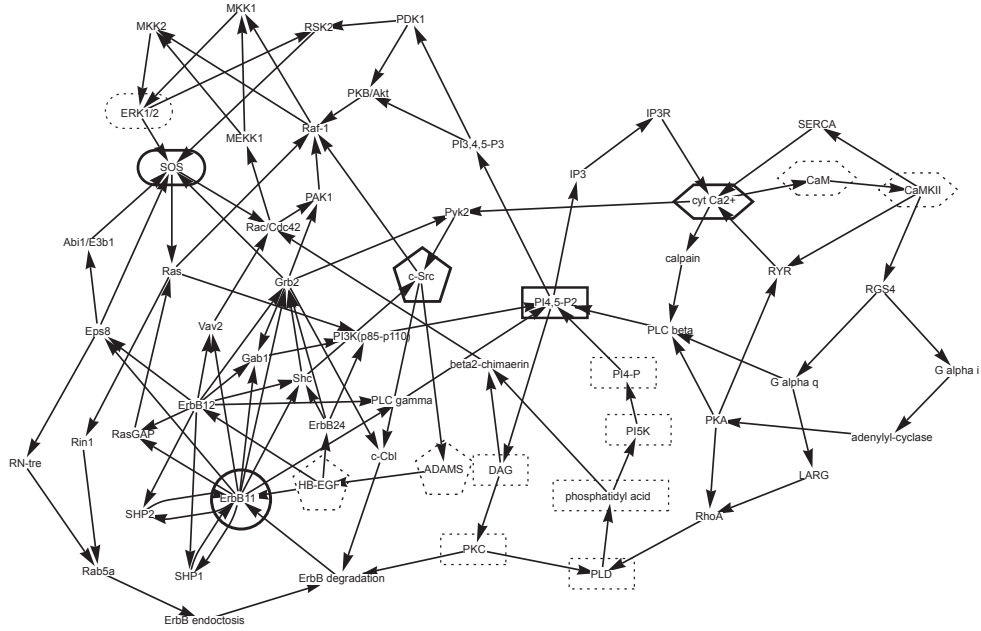 MKK1
MKK2
RSK2
PDK1
PKB/Akt
ERK1/2
Raf-1
IP3R
SERCA
MEKK1
PI3,4,5-P3
SOS
IP3
CaM
CaMKII
PAK1
cyt Ca2+
Pyk2
Rac/Cdc42
Abi1/E3b1
calpain
Ras
c-Src
RYR
Grb2
RGS4
PI4,5-P2
Vav2
Eps8
PI3K(p85-p110)
PLC beta
Gab1
beta2-chimaerin
PI4-P
G alpha i
Shc
G alpha q
PLC gamma
ErbB12
ErbB24
PKA
RasGAP
PI5K
adenylyl-cyclase
Rin1
c-Cbl
RN-tre
ADAMS
DAG
LARG
HB-EGF
ErbB11
phosphatidyl acid
SHP2
RhoA
PKC
Rab5a
SHP1
ErbB degradation
PLD
ErbB endoctosis